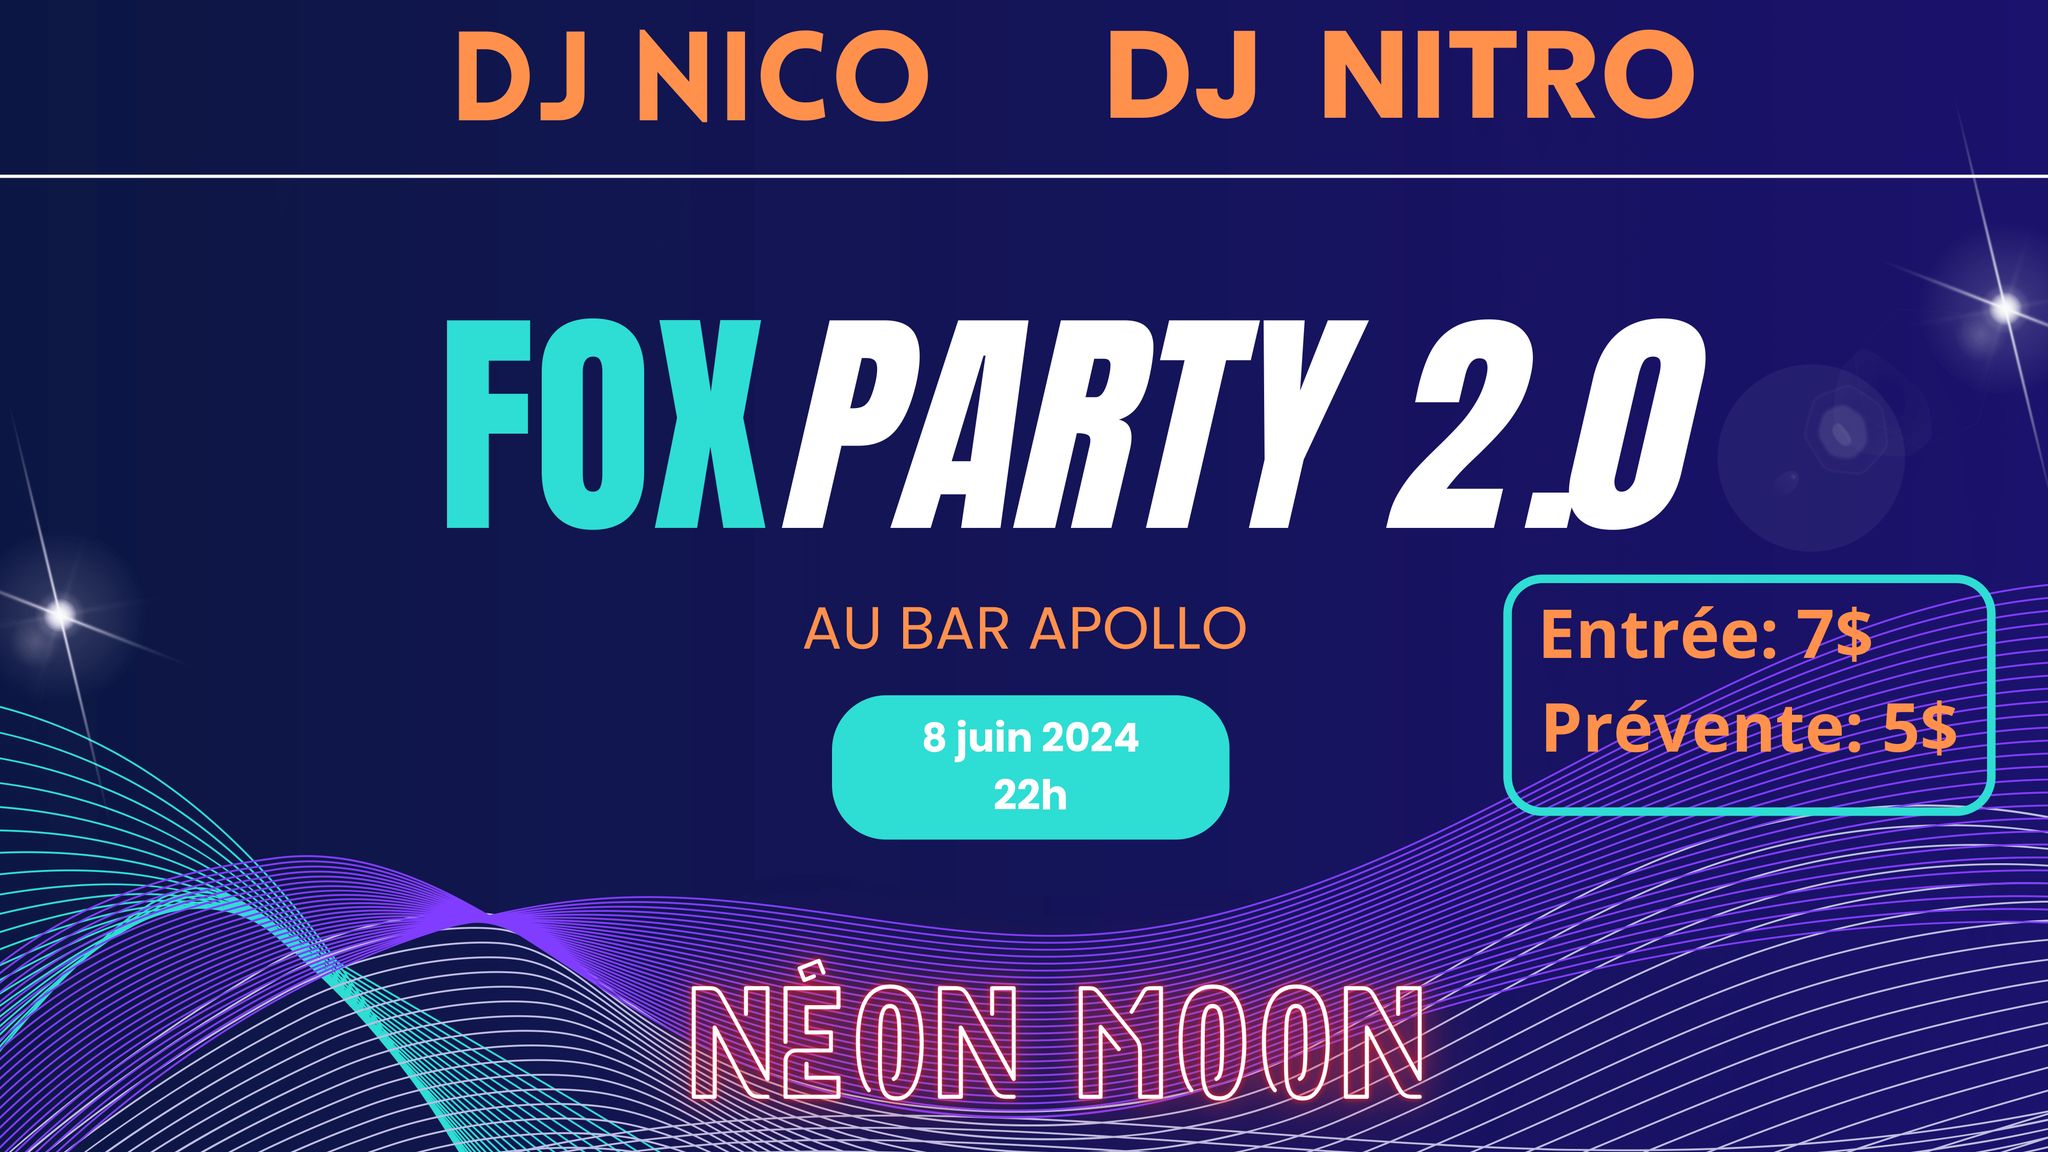 DJ NICO DJ NITRO
FOX PARTY 2.0
AU BAR APOLLO
Entrée: 7$
Prévente: 5$
8 juin 2024
22h
NÉON MOON